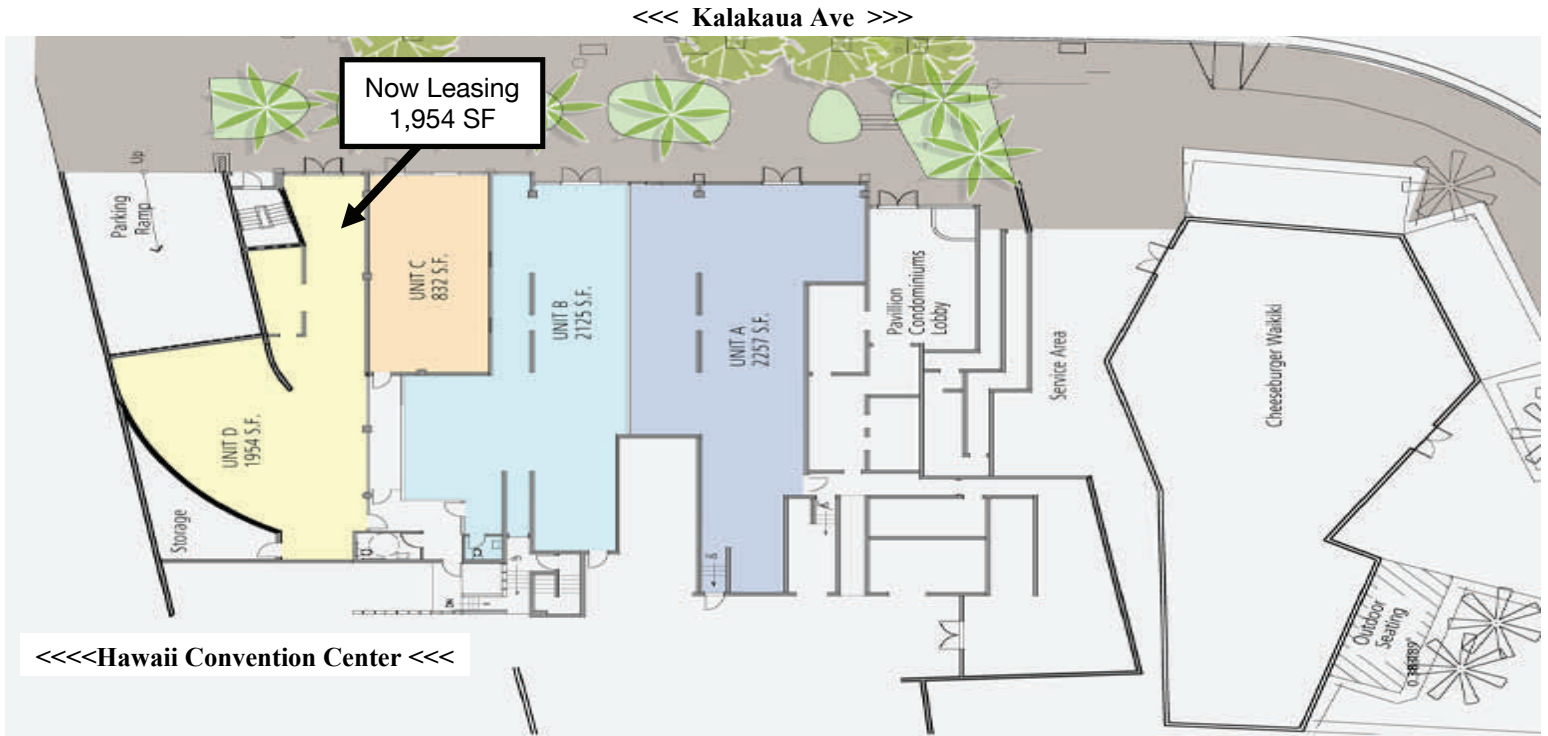 <<< Kalakaua Ave >>>
Now Leasing
1,954 SF
Up
Parking
Ramp
UNIT C
832 S.F.
UNIT B
2125 S.F.
UNIT A
2257 S.F.
Pavillion
Condominiums
Lobby
Service Area
Cheeseburger Waikiki
UNIT D
1954 S.F.
Storage
DN
Outdoor
Seating
<<<<Hawaii Convention Center <<<